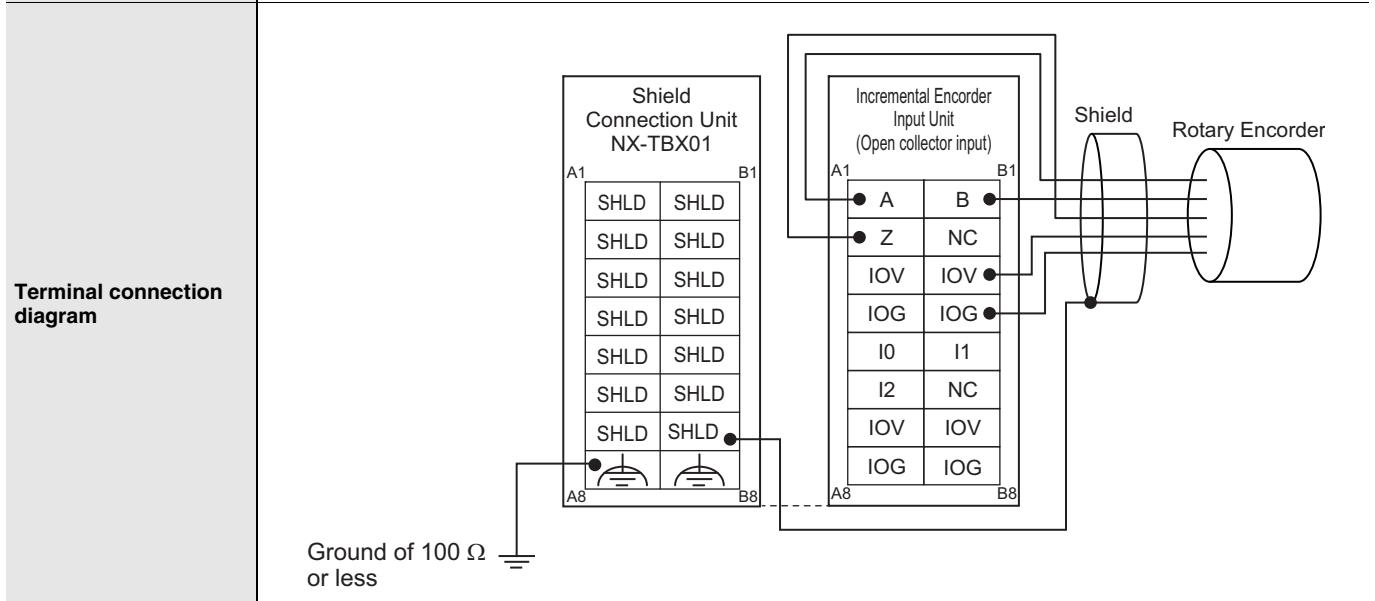 Terminal connection
diagram
Shield
Connection Unit
NX-TBX01
A1 B1
SHLD SHLD
SHLD SHLD
SHLD SHLD
SHLD SHLD
SHLD SHLD
SHLD SHLD
SHLD SHLD
A8 B8
Ground of 100 Ω
or less
Incremental Encorder
Input Unit
(Open collector input)
A1 B1
A B
Z NC
IOV IOV
IOG IOG
I0 I1
I2 NC
IOV IOV
IOG IOG
A8 B8
Shield
Rotary Encorder